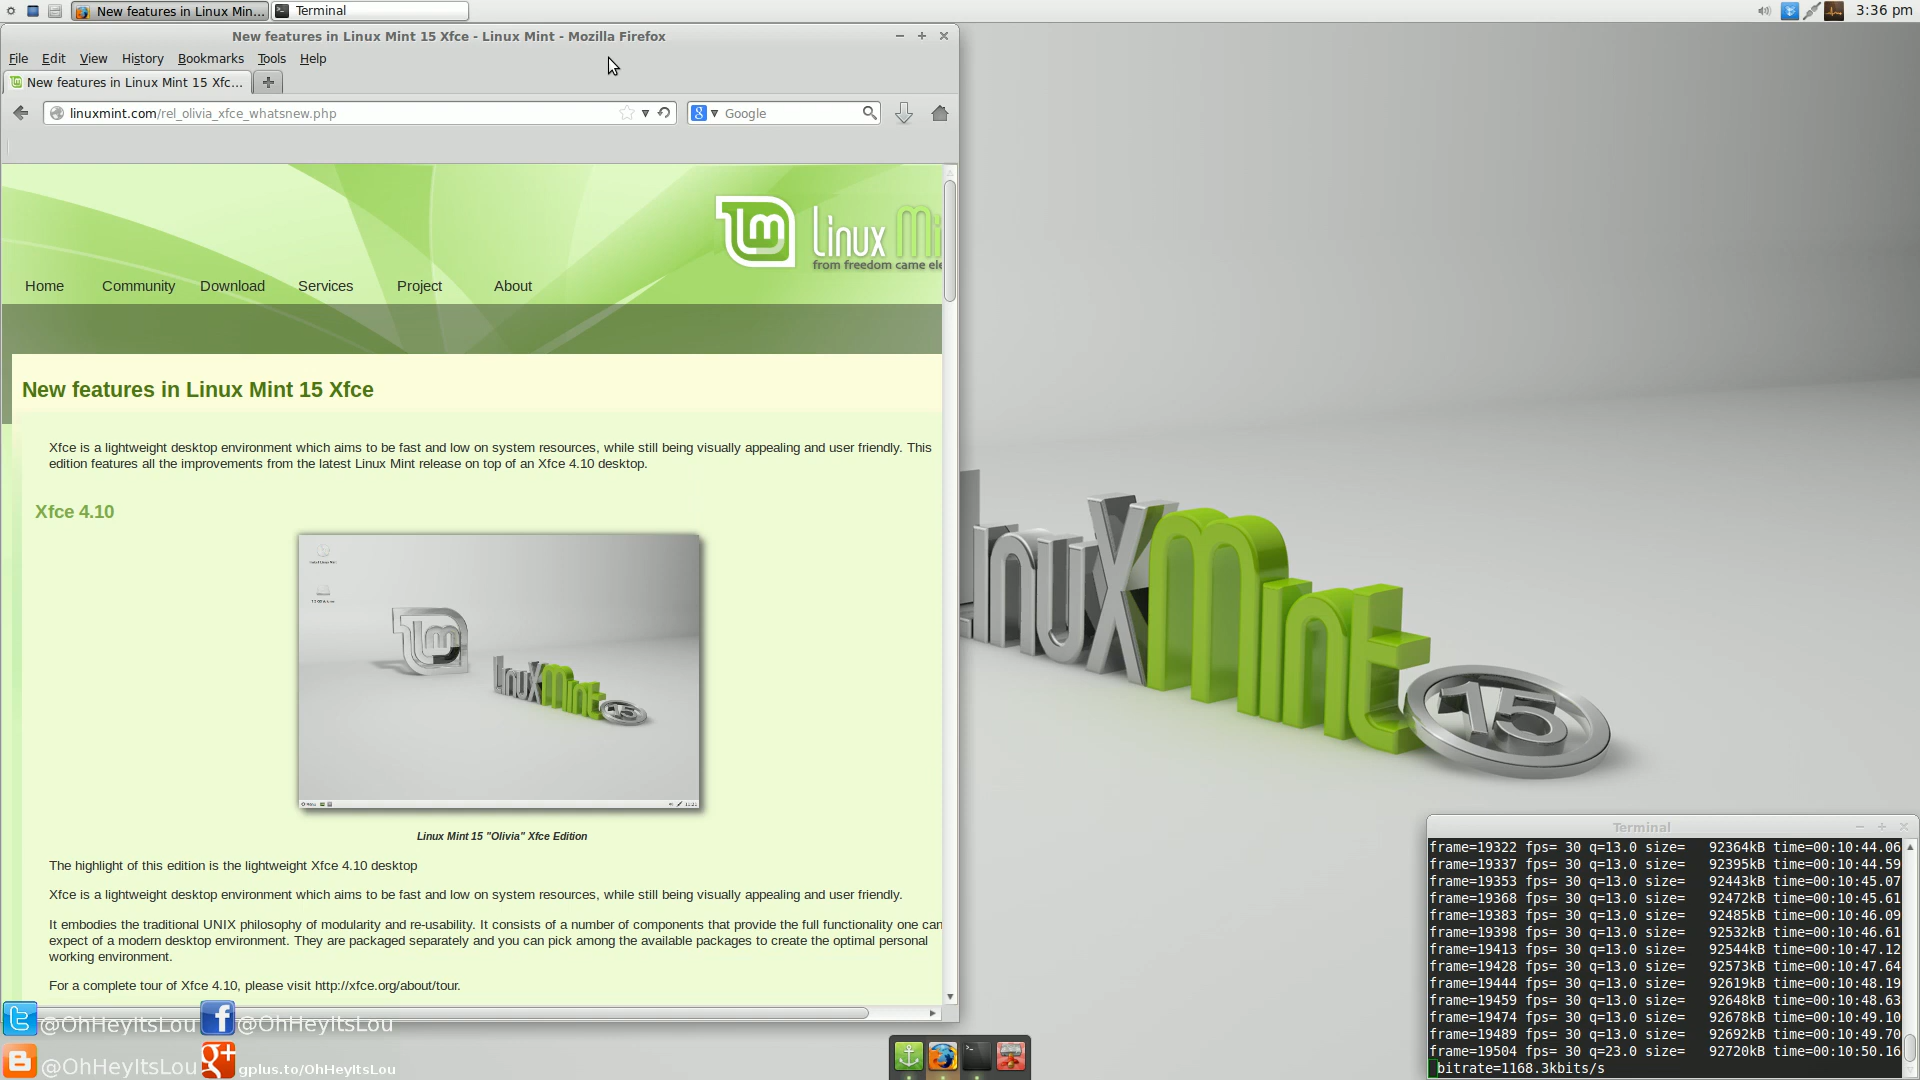 New features in Linux Min...
Terminal
3:36 pm
New features in Linux Mint 15 Xfce - Linux Mint - Mozilla Firefox
File Edit View History Bookmarks Tools Help
New features in Linux Mint 15 Xfc...
linuxmint.com/rel_olivia_xfce_whatsnew.php
Google
Linux Mi
from freedom came ele
Home Community Download Services Project About
New features in Linux Mint 15 Xfce
Xfce is a lightweight desktop environment which aims to be fast and low on system resources, while still being visually appealing and user friendly. This
edition features all the improvements from the latest Linux Mint release on top of an Xfce 4.10 desktop.
Xfce 4.10
Linux Mint 15
Linux Mint 15 "Olivia" Xfce Edition
The highlight of this edition is the lightweight Xfce 4.10 desktop
Xfce is a lightweight desktop environment which aims to be fast and low on system resources, while still being visually appealing and user friendly.
It embodies the traditional UNIX philosophy of modularity and re-usability. It consists of a number of components that provide the full functionality one can
expect of a modern desktop environment. They are packaged separately and you can pick among the available packages to create the optimal personal
working environment.
For a complete tour of Xfce 4.10, please visit http://xfce.org/about/tour.
@OhHeyItsLou @OhHeyItsLou
@OhHeyItsLou gplus.to/OhHeyItsLou
Linux Mint 15
Terminal
frame=19322 fps= 30 q=13.0 size=   92364kB time=00:10:44.06
frame=19337 fps= 30 q=13.0 size=   92395kB time=00:10:44.59
frame=19353 fps= 30 q=13.0 size=   92443kB time=00:10:45.07
frame=19368 fps= 30 q=13.0 size=   92472kB time=00:10:45.61
frame=19383 fps= 30 q=13.0 size=   92485kB time=00:10:46.09
frame=19398 fps= 30 q=13.0 size=   92532kB time=00:10:46.61
frame=19413 fps= 30 q=13.0 size=   92544kB time=00:10:47.12
frame=19428 fps= 30 q=13.0 size=   92573kB time=00:10:47.64
frame=19444 fps= 30 q=13.0 size=   92619kB time=00:10:48.19
frame=19459 fps= 30 q=13.0 size=   92648kB time=00:10:48.63
frame=19474 fps= 30 q=13.0 size=   92678kB time=00:10:49.10
frame=19489 fps= 30 q=13.0 size=   92692kB time=00:10:49.70
frame=19504 fps= 30 q=23.0 size=   92720kB time=00:10:50.16
bitrate=1168.3kbits/s